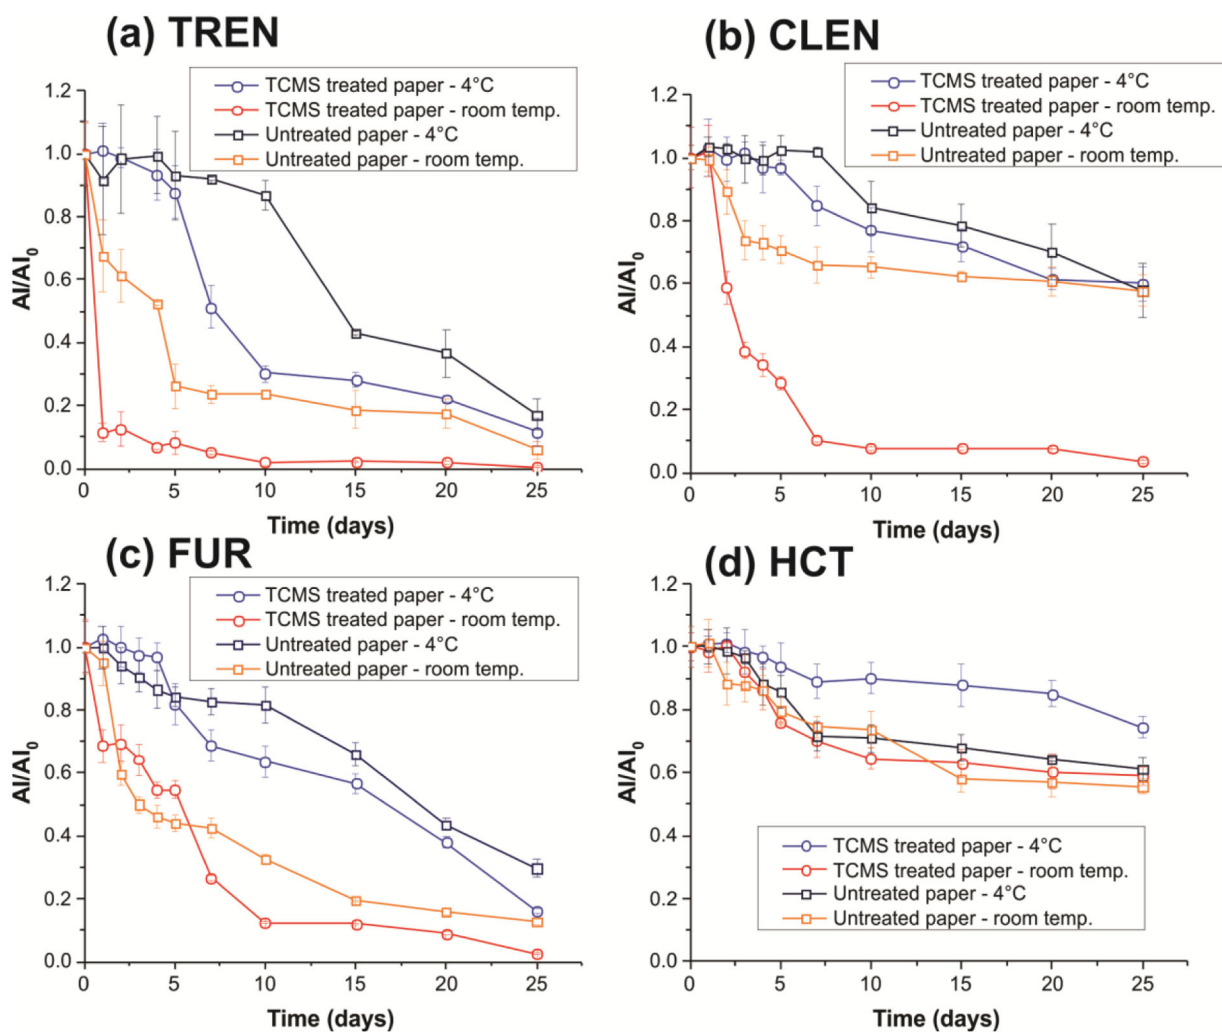 (a) TREN
TCMS treated paper - 4°C
TCMS treated paper - room temp.
Untreated paper - 4°C
Untreated paper - room temp.
1.2
1.0
0.8
0.6
0.4
0.2
0.0
AI/AI0
0 5 10 15 20 25
Time (days)
(b) CLEN
TCMS treated paper - 4°C
TCMS treated paper - room temp.
Untreated paper - 4°C
Untreated paper - room temp.
1.2
1.0
0.8
0.6
0.4
0.2
0.0
AI/AI0
0 5 10 15 20 25
Time (days)
(c) FUR
TCMS treated paper - 4°C
TCMS treated paper - room temp.
Untreated paper - 4°C
Untreated paper - room temp.
1.2
1.0
0.8
0.6
0.4
0.2
0.0
AI/AI0
0 5 10 15 20 25
Time (days)
(d) HCT
1.2
1.0
0.8
0.6
0.4
0.2
0.0
AI/AI0
TCMS treated paper - 4°C
TCMS treated paper - room temp.
Untreated paper - 4°C
Untreated paper - room temp.
0 5 10 15 20 25
Time (days)